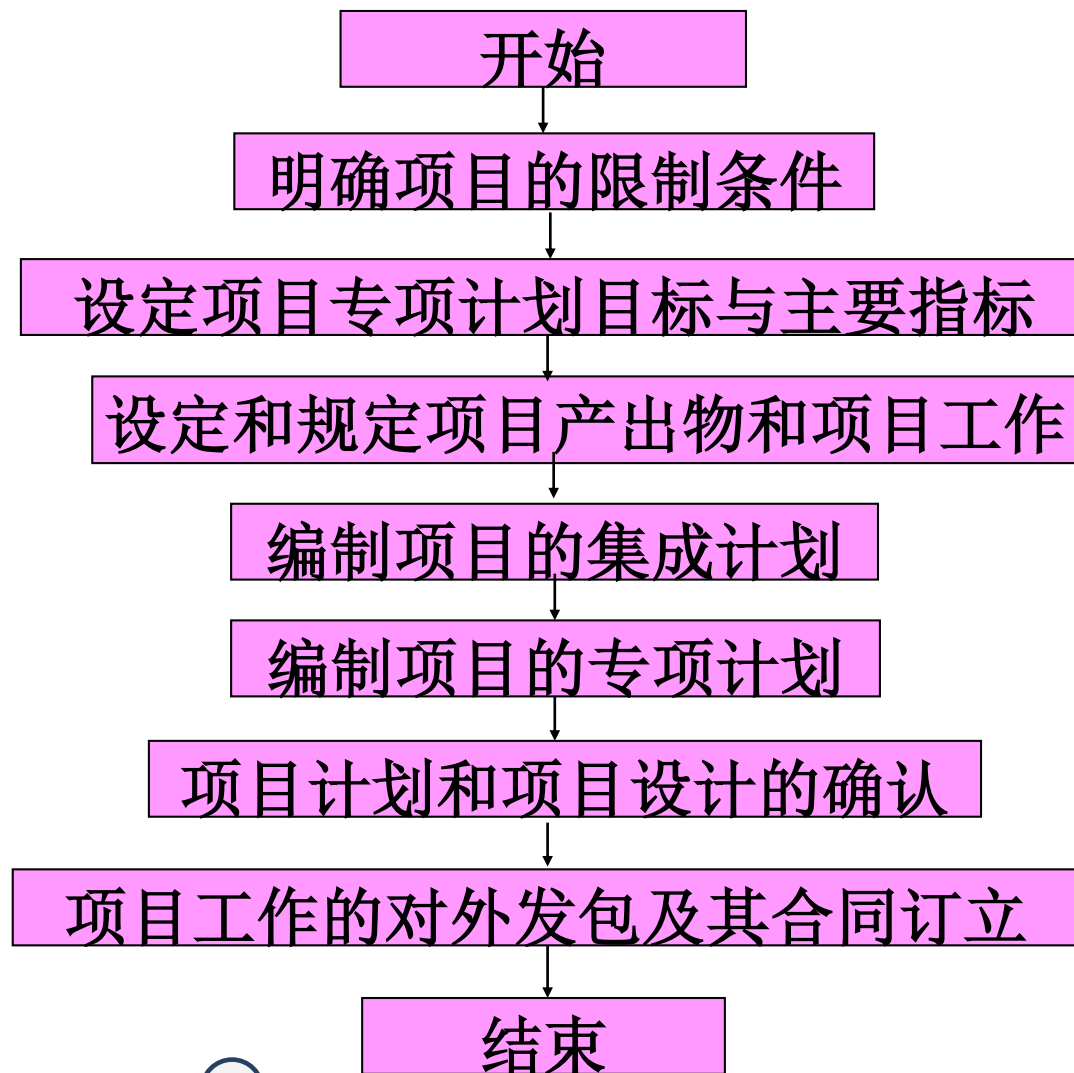 开始
明确项目的限制条件
设定项目专项计划目标与主要指标
设定和规定项目产出物和项目工作
编制项目的集成计划
编制项目的专项计划
项目计划和项目设计的确认
项目工作的对外发包及其合同订立
结束